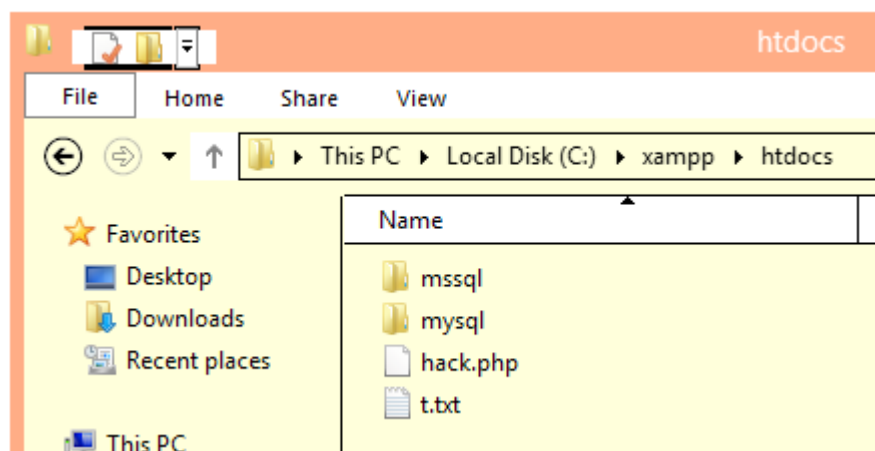 htdocs
File Home Share View
This PC Local Disk (C:) xampp htdocs
Name
Favorites
Desktop
Downloads
Recent places
This PC
mssql
mysql
hack.php
t.txt